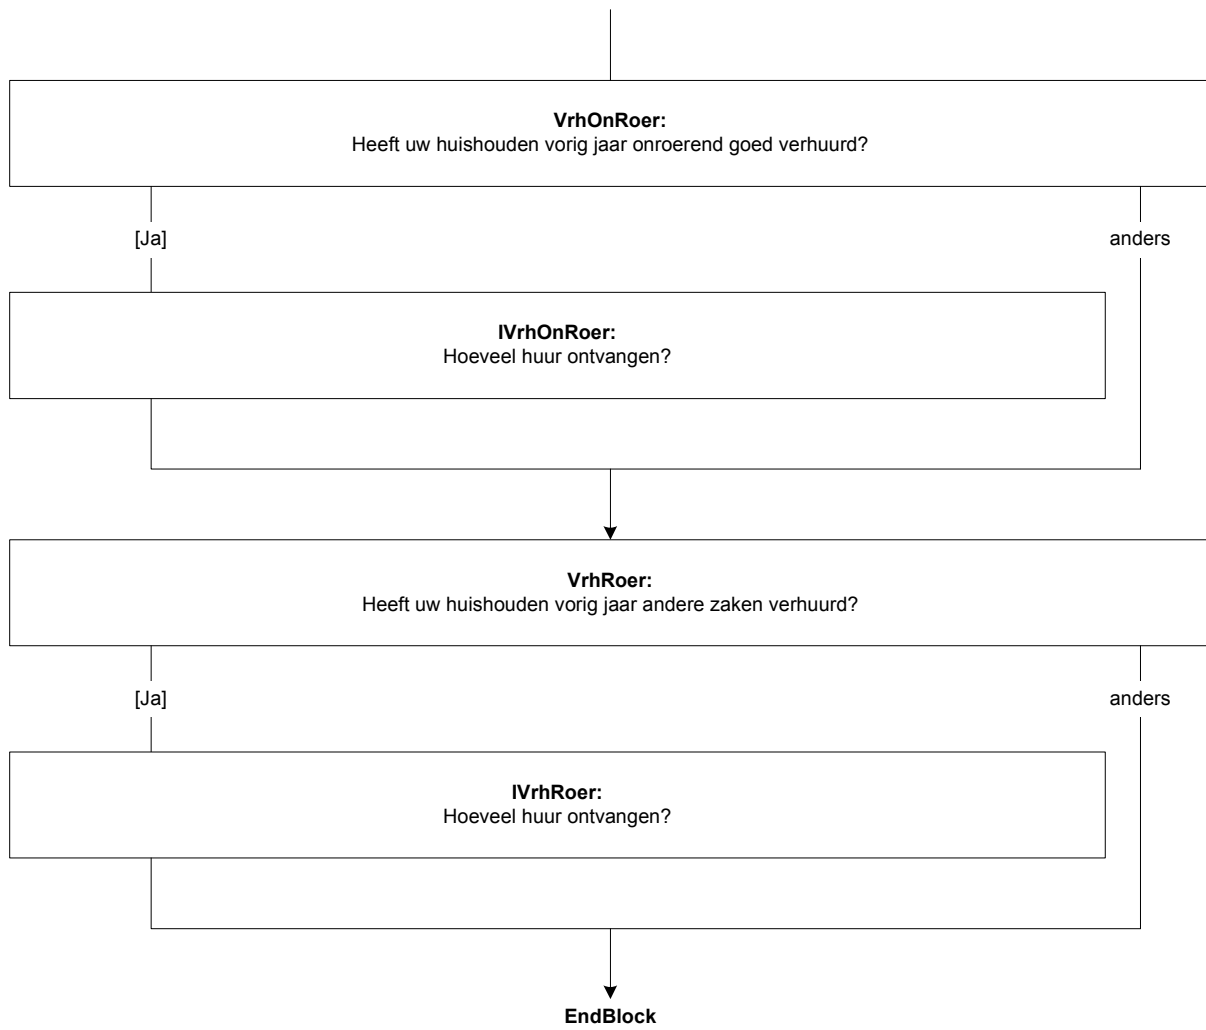 VrhOnRoer:
Heeft uw huishouden vorig jaar onroerend goed verhuurd?
[Ja]
anders
IVrhOnRoer:
Hoeveel huur ontvangen?
VrhRoer:
Heeft uw huishouden vorig jaar andere zaken verhuurd?
[Ja]
anders
IVrhRoer:
Hoeveel huur ontvangen?
EndBlock